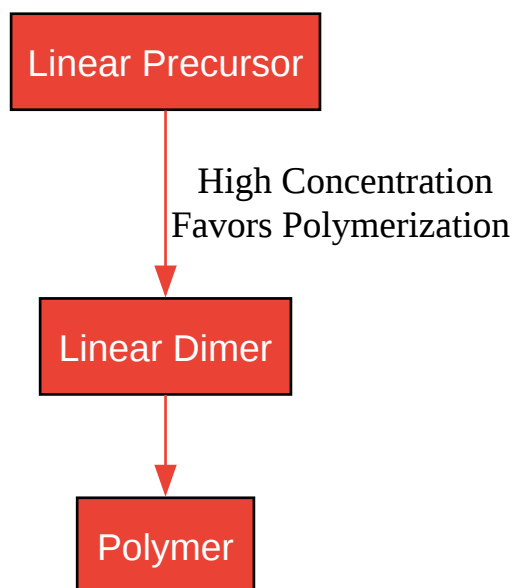 Linear Precursor
High Concentration
Favors Polymerization
Linear Dimer
Polymer